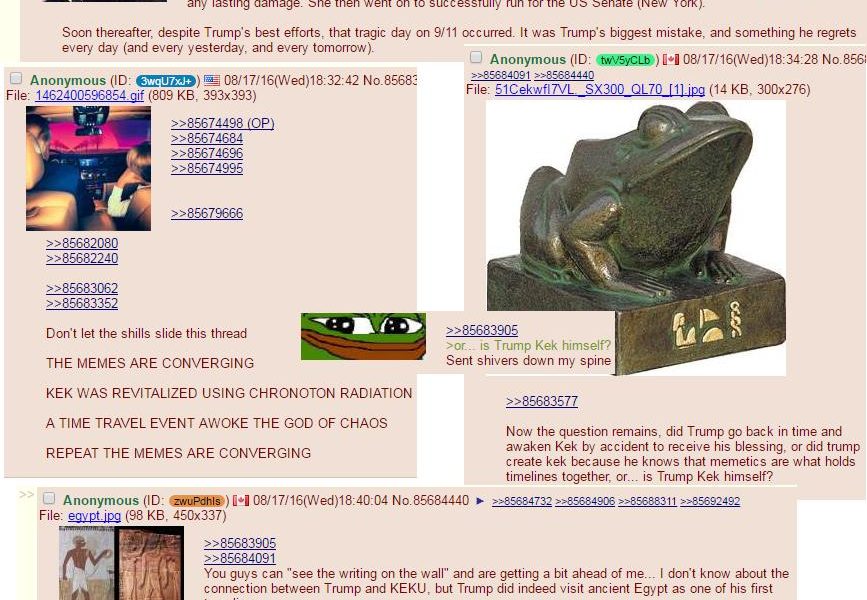 any lasting damage. She then went on to successfully run for the US Senate (New York).
Soon thereafter, despite Trump's best efforts, that tragic day on 9/11 occurred. It was Trump's biggest mistake, and something he regrets
every day (and every yesterday, and every tomorrow).
Anonymous (ID: 3wqU7xJ+) 08/17/16(Wed)18:32:42 No.85683
File: 1462400596854.gif (809 KB, 393x393)
>>85674498 (OP)
>>85674684
>>85674696
>>85674995
>>85679666
>>85682080
>>85682240
>>85683062
>>85683352
Don't let the shills slide this thread
THE MEMES ARE CONVERGING
KEK WAS REVITALIZED USING CHRONOTON RADIATION
A TIME TRAVEL EVENT AWOKE THE GOD OF CHAOS
REPEAT THE MEMES ARE CONVERGING
Anonymous (ID: twV5yCLb) 08/17/16(Wed)18:34:28 No.856
>>85684091 >>85684440
File: 51CekwfI7VL._SX300_QL70_[1].jpg (14 KB, 300x276)
>>85683905
>or... is Trump Kek himself?
Sent shivers down my spine
>>85683577
Now the question remains, did Trump go back in time and
awaken Kek by accident to receive his blessing, or did trump
create kek because he knows that memetics are what holds
timelines together, or... is Trump Kek himself?
>> Anonymous (ID: zwuPdhIs) 08/17/16(Wed)18:40:04 No.85684440 ► >>85684732 >>85684906 >>85688311 >>85692492
File: egypt.jpg (98 KB, 450x337)
>>85683905
>>85684091
You guys can "see the writing on the wall" and are getting a bit ahead of me... I don't know about the
connection between Trump and KEKU, but Trump did indeed visit ancient Egypt as one of his first